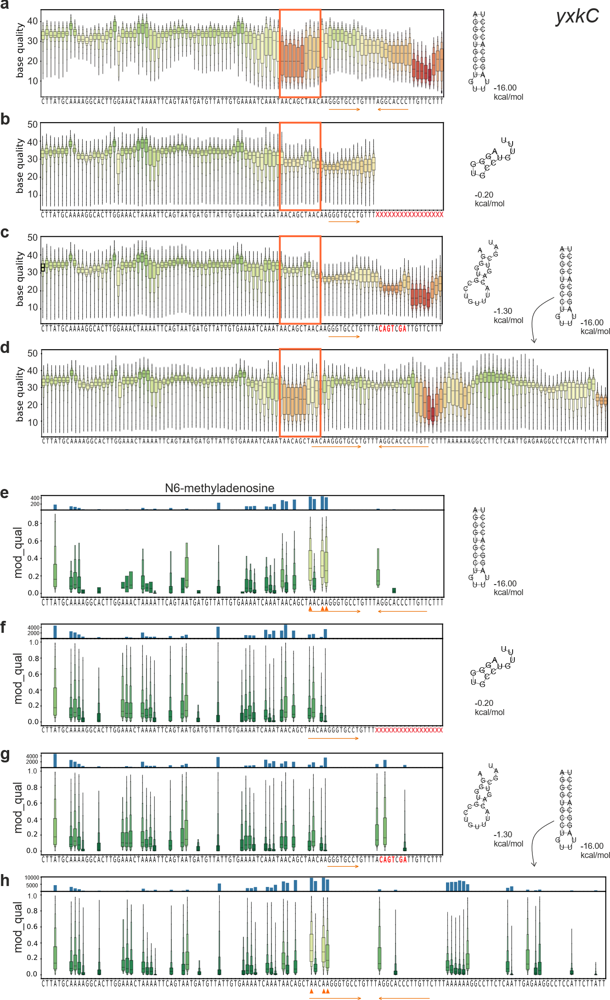 a
yxkC
base quality
40
30
20
10
CTTATGCAAAAGGCACTTGGAAACTAAAATTCAGTAATGATGTTATTGTGAAAATCAAATAACAGCTAACAAGGGTGCCTGTTTAGGCACCCTTGTTCTTT
-16.00
kcal/mol
b
base quality
50
40
30
20
10
CTTATGCAAAAGGCACTTGGAAACTAAAATTCAGTAATGATGTTATTGTGAAAATCAAATAACAGCTAACAAGGGTGCCTGTTTXXXXXXXXXXXXXXXXX
-0.20
kcal/mol
c
base quality
50
40
30
20
10
CTTATGCAAAAGGCACTTGGAAACTAAAATTCAGTAATGATGTTATTGTGAAAATCAAATAACAGCTAACAAGGGTGCCTGTTTACAGTCGATTGTTCTTT
-1.30
kcal/mol
-16.00
kcal/mol
d
base quality
50
40
30
20
10
CTTATGCAAAAGGCACTTGGAAACTAAAATTCAGTAATGATGTTATTGTGAAAATCAAATAACAGCTAACAAGGGTGCCTGTTTAGGCACCCTTGTTCTTTAAAAAAGGCCTTCTCAATTGAGAAGGCCTCCATTCTTATT
N6-methyladenosine
e
400
200
mod_qual
0.8
0.6
0.4
0.2
0.0
CTTATGCAAAAGGCACTTGGAAACTAAAATTCAGTAATGATGTTATTGTGAAAATCAAATAACAGCTAACAAGGGTGCCTGTTTAGGCACCCTTGTTCTTT
-16.00
kcal/mol
f
4000
2000
mod_qual
1.0
0.8
0.6
0.4
0.2
0.0
CTTATGCAAAAGGCACTTGGAAACTAAAATTCAGTAATGATGTTATTGTGAAAATCAAATAACAGCTAACAAGGGTGCCTGTTTXXXXXXXXXXXXXXXXX
-0.20
kcal/mol
g
4000
2000
mod_qual
1.0
0.8
0.6
0.4
0.2
0.0
CTTATGCAAAAGGCACTTGGAAACTAAAATTCAGTAATGATGTTATTGTGAAAATCAAATAACAGCTAACAAGGGTGCCTGTTTACAGTCGATTGTTCTTT
-1.30
kcal/mol
-16.00
kcal/mol
h
10000
5000
mod_qual
1.0
0.8
0.6
0.4
0.2
0.0
CTTATGCAAAAGGCACTTGGAAACTAAAATTCAGTAATGATGTTATTGTGAAAATCAAATAACAGCTAACAAGGGTGCCTGTTTAGGCACCCTTGTTCTTTAAAAAAGGCCTTCTCAATTGAGAAGGCCTCCATTCTTATT